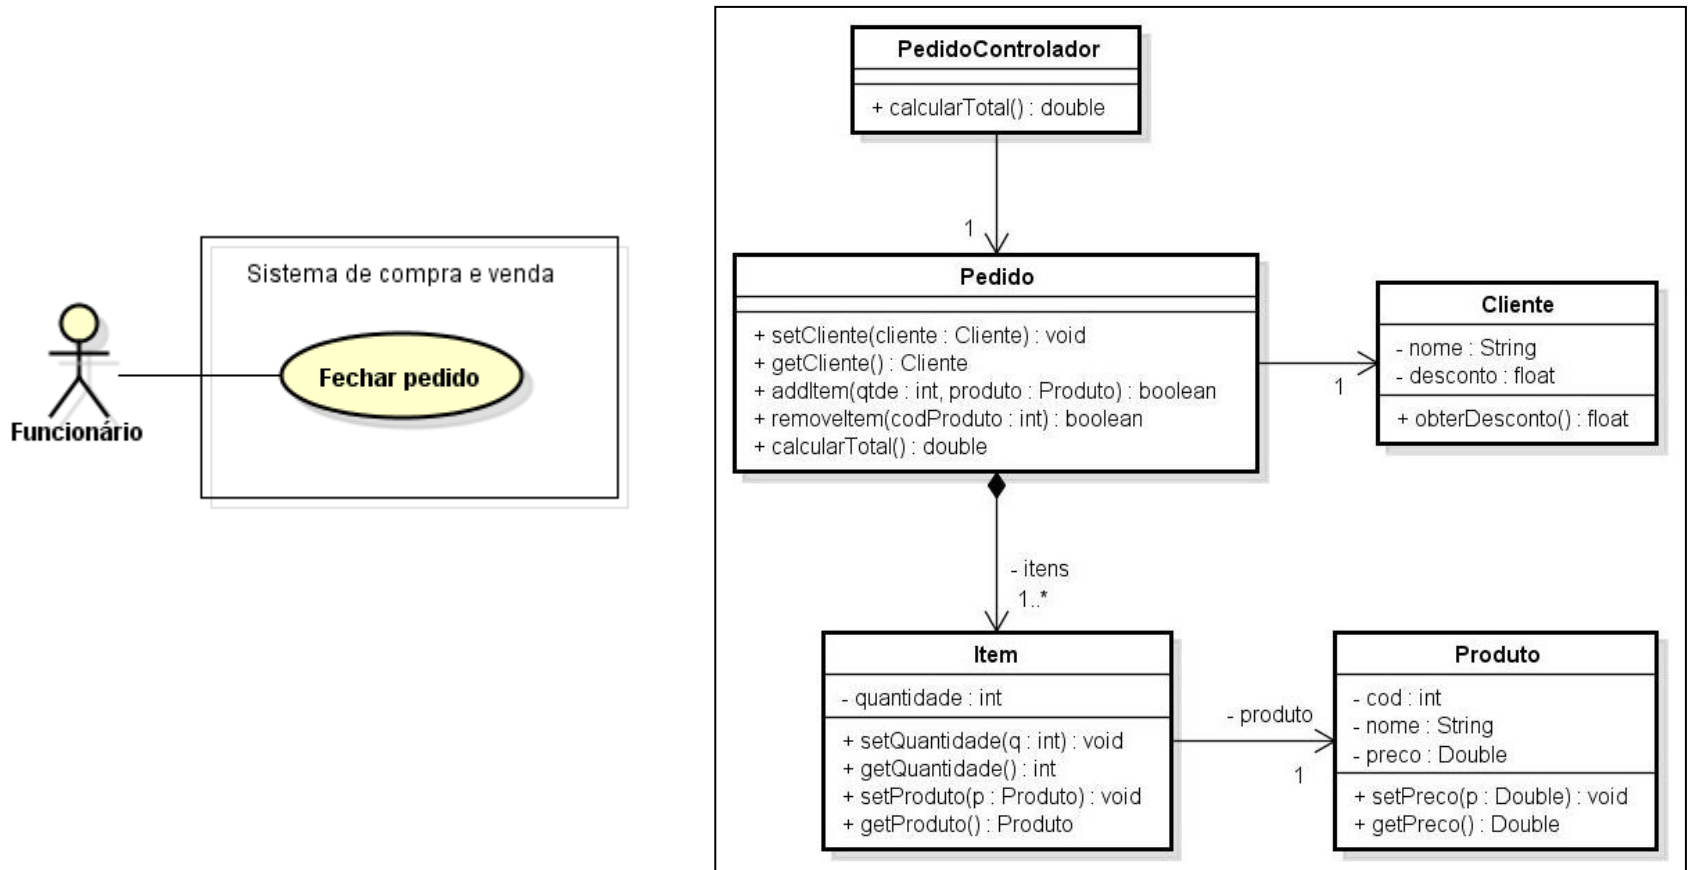 Sistema de compra e venda
Fechar pedido
Funcionário
PedidoControlador
+ calcularTotal() : double
1
Pedido
+ setCliente(cliente : Cliente) : void
+ getCliente() : Cliente
+ addItem(qtde : int, produto : Produto) : boolean
+ removeItem(codProduto : int) : boolean
+ calcularTotal() : double
1
Cliente
- nome : String
- desconto : float
+ obterDesconto() : float
- itens
1..*
Item
- quantidade : int
+ setQuantidade(q : int) : void
+ getQuantidade() : int
+ setProduto(p : Produto) : void
+ getProduto() : Produto
- produto
1
Produto
- cod : int
- nome : String
- preco : Double
+ setPreco(p : Double) : void
+ getPreco() : Double